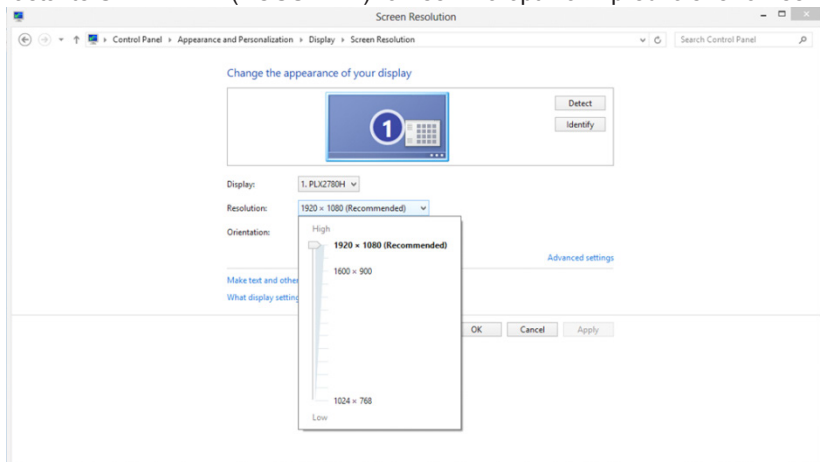 Screen Resolution
Control Panel ▸ Appearance and Personalization ▸ Display ▸ Screen Resolution
Search Control Panel
Change the appearance of your display
1
Detect
Identify
Display: 1. PLX2780H
Resolution: 1920 × 1080 (Recommended)
Orientation:
High
1920 × 1080 (Recommended)
Advanced settings
1600 × 900
Make text and othe
What display setting
OK Cancel Apply
1024 × 768
Low